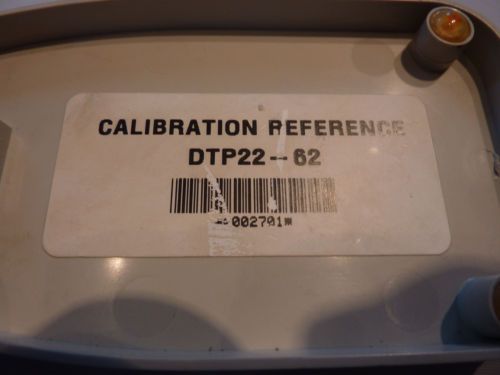 CALIBRATION REFERENCE
DTP22-62
*002701*